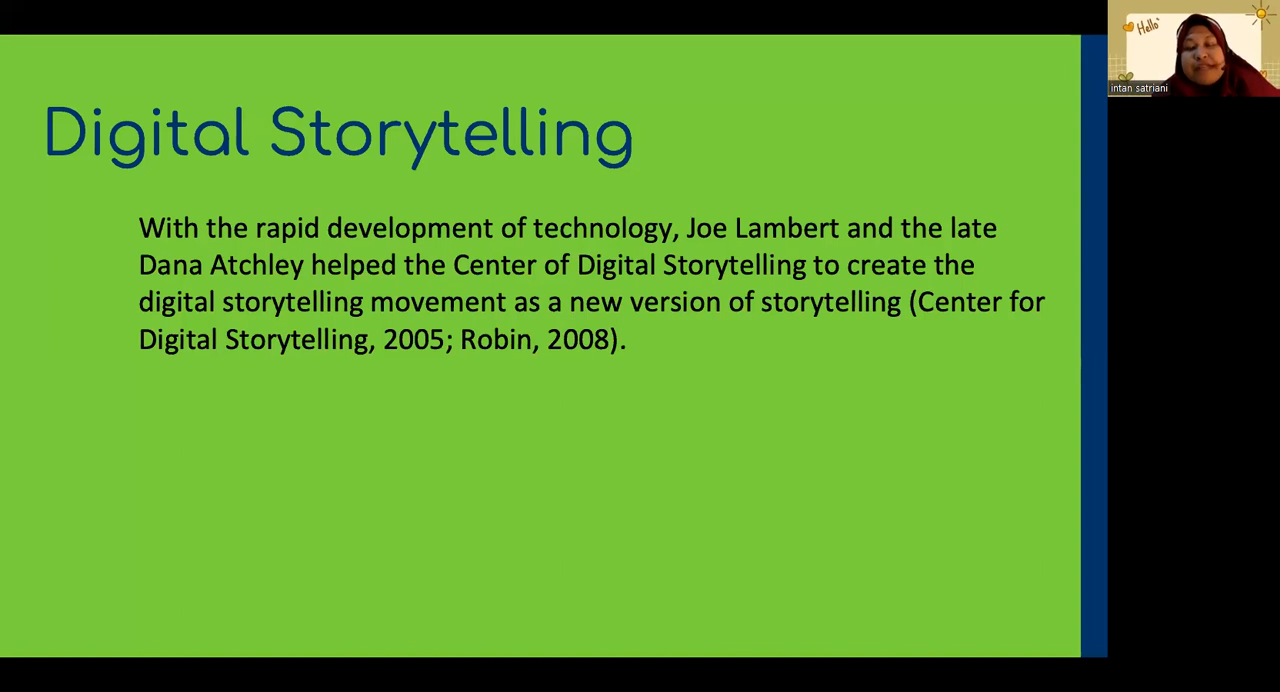 Digital Storytelling
With the rapid development of technology, Joe Lambert and the late
Dana Atchley helped the Center of Digital Storytelling to create the
digital storytelling movement as a new version of storytelling (Center for
Digital Storytelling, 2005; Robin, 2008).
Hello
intan satriani